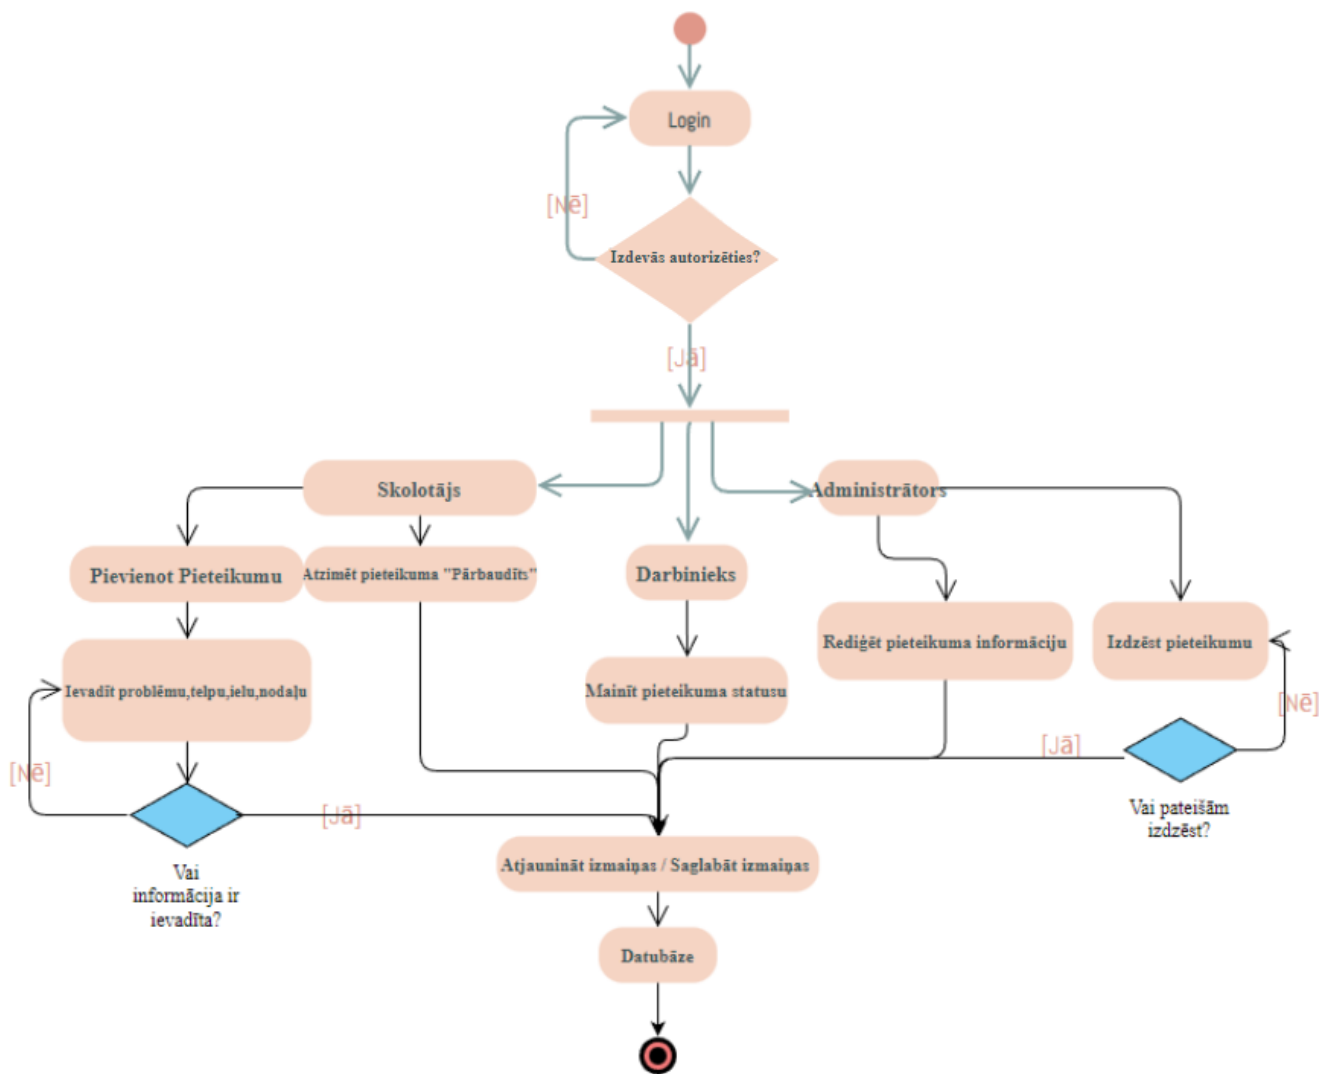 Login
[Nē]
Izdevās autorizēties?
[Jā]
Skolotājs
Administrātors
Pievienot Pieteikumu
Atzimēt pieteikuma "Pārbaudīts"
Darbinieks
Rediģēt pieteikuma informāciju
Izdzēst pieteikumu
Ievadīt problēmu,telpu,ielu,nodaļu
Mainīt pieteikuma statusu
[Nē]
[Jā]
[Nē]
[Jā]
Vai pateišām
izdzēst?
Atjaunināt izmaiņas / Saglabāt izmaiņas
Vai
informācija ir
ievadīta?
Datubāze